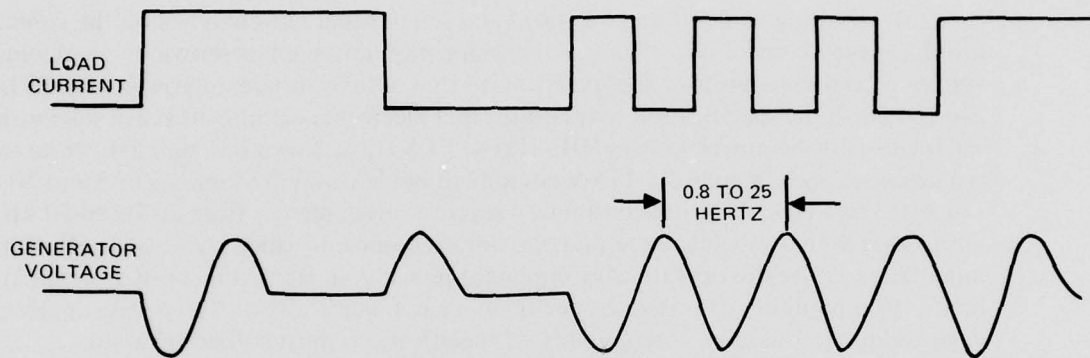 LOAD
CURRENT
0.8 TO 25
HERTZ
GENERATOR
VOLTAGE